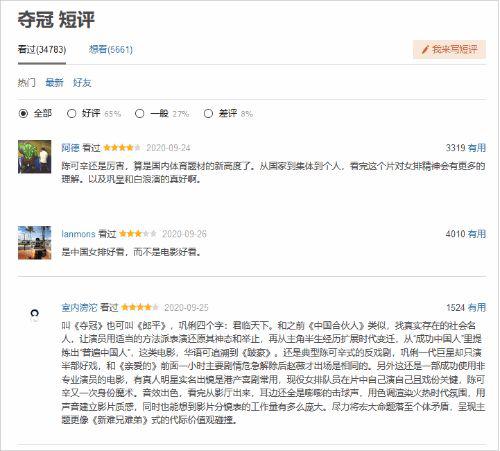 夺冠 短评
看过(34783) 想看(5661) 我来写短评
热门 最新 好友
全部 好评 65% 一般 27% 差评 8%
阿德 看过 2020-09-24 3319 有用
陈可辛还是厉害，算是国内体育题材的新高度了。从国家到集体到个人，看完这个片对女排精神会有更多的
理解。以及巩皇和白浪演的真好啊。
lanmons 看过 2020-09-26 4010 有用
是中国女排好看，而不是电影好看。
室内滂沱 看过 2020-09-25 1524 有用
叫《夺冠》也可叫《郎平》，巩俐四个字：君临天下。和之前《中国合伙人》类似，找真实存在的社会名
人，让演员用适当的方法派表演还原其神态和举止，再从主角半生经历扩展时代变迁，从“成功中国人”里提
炼出“普遍中国人”，这类电影，华语可追溯到《跛豪》。还是典型陈可辛式的反戏剧，巩俐一代巨星却只演
半部好戏，和《亲爱的》前面一小时主要剧情危急解除后赵薇才出场是相同的。另外这还是一部成功使用非
专业演员的电影，有真人明星实名出镜是港产喜剧常用，现役女排队员在片中自己演自己且戏份关键，陈可
辛又一次身份魔术。音效出色，看完从影厅出来，耳边还全是嘭嘭的击球声，用色调渲染火热时代氛围，用
声音建立影片质感，同时也能想到影片分镜表的工作量有多么庞大。尽力将宏大命题落至个体矛盾，呈现主
题更像《新难兄难弟》式的代际价值观碰撞。